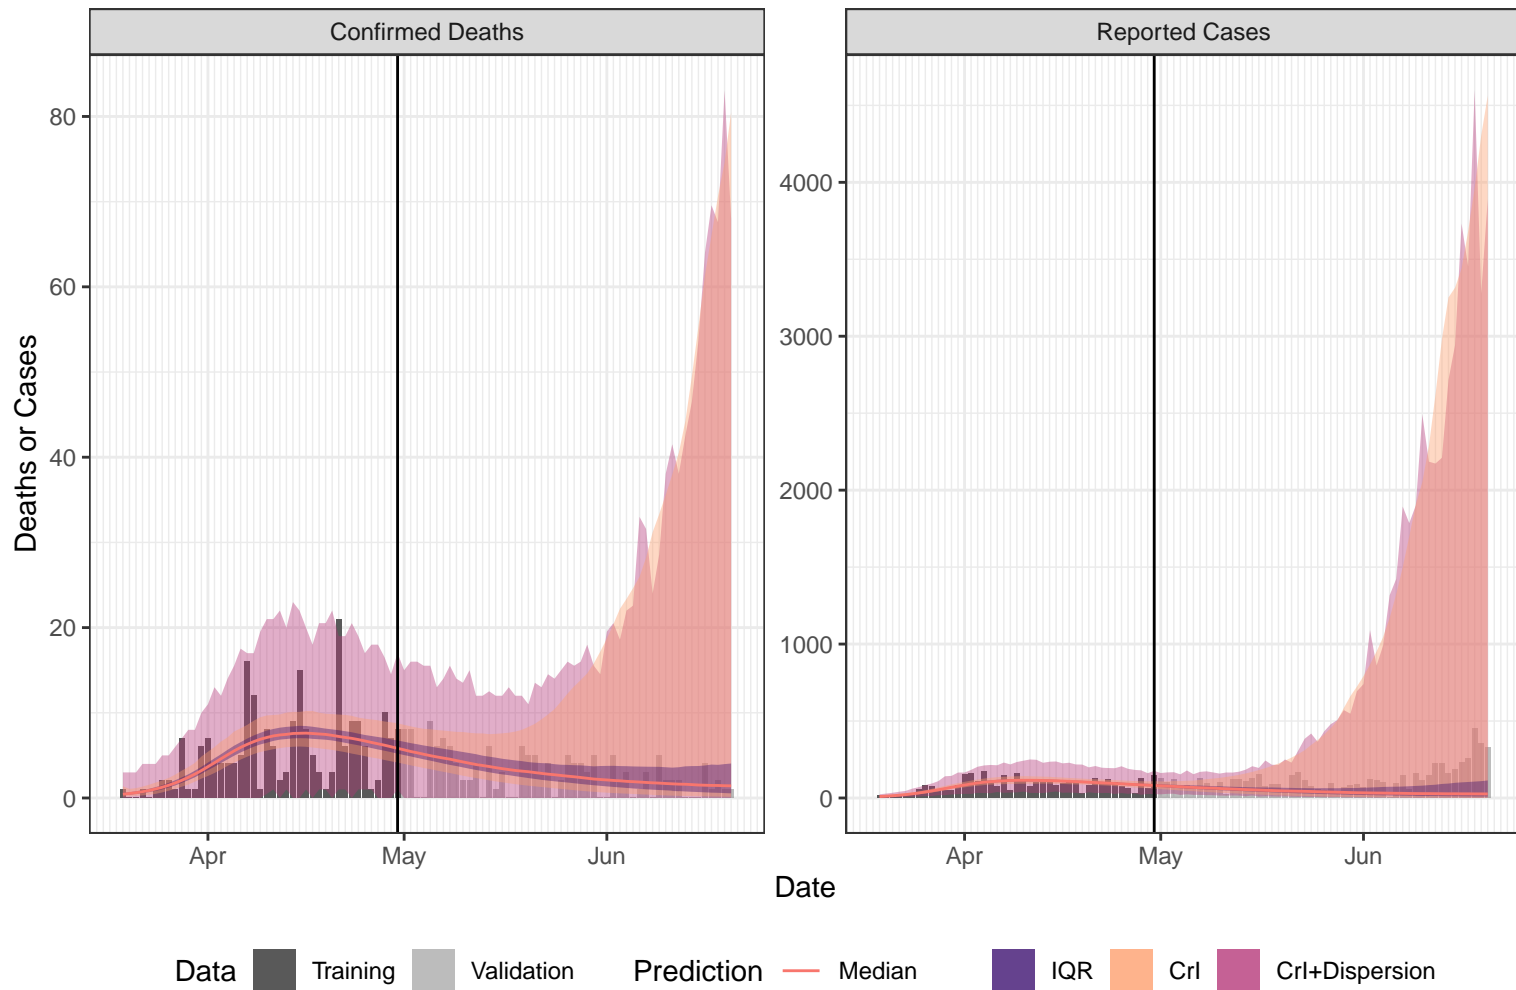 Confirmed Deaths
Reported Cases
Deaths or Cases
80
60
40
20
0
4000
3000
2000
1000
0
Apr
May
Jun
Apr
May
Jun
Date
Data
Training
Validation
Prediction
Median
IQR
CrI
CrI+Dispersion